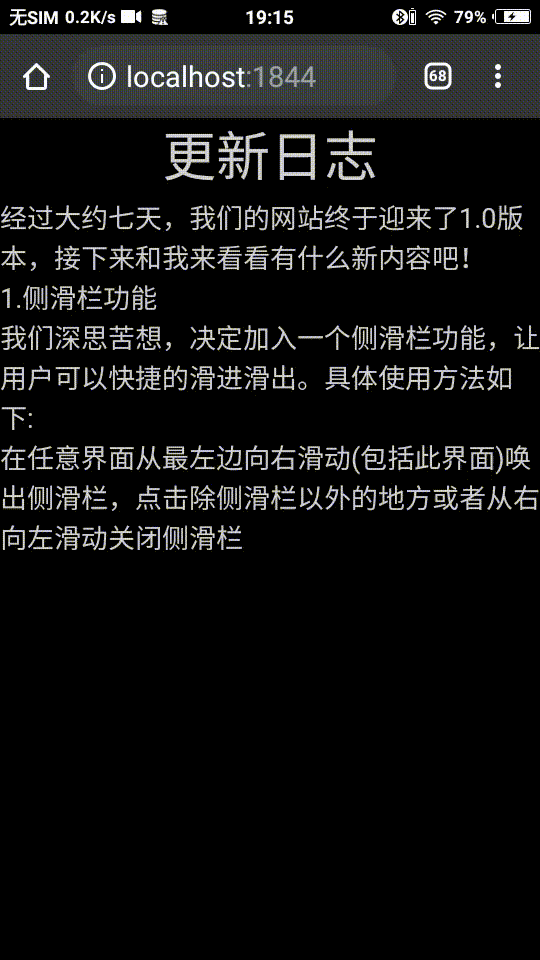 无SIM 0.2K/s 19:15 79%
localhost:1844 68
更新日志
经过大约七天，我们的网站终于迎来了1.0版
本，接下来和我来看看有什么新内容吧！
1.侧滑栏功能
我们深思苦想，决定加入一个侧滑栏功能，让
用户可以快捷的滑进滑出。具体使用方法如
下:
在任意界面从最左边向右滑动(包括此界面)唤
出侧滑栏，点击除侧滑栏以外的地方或者从右
向左滑动关闭侧滑栏